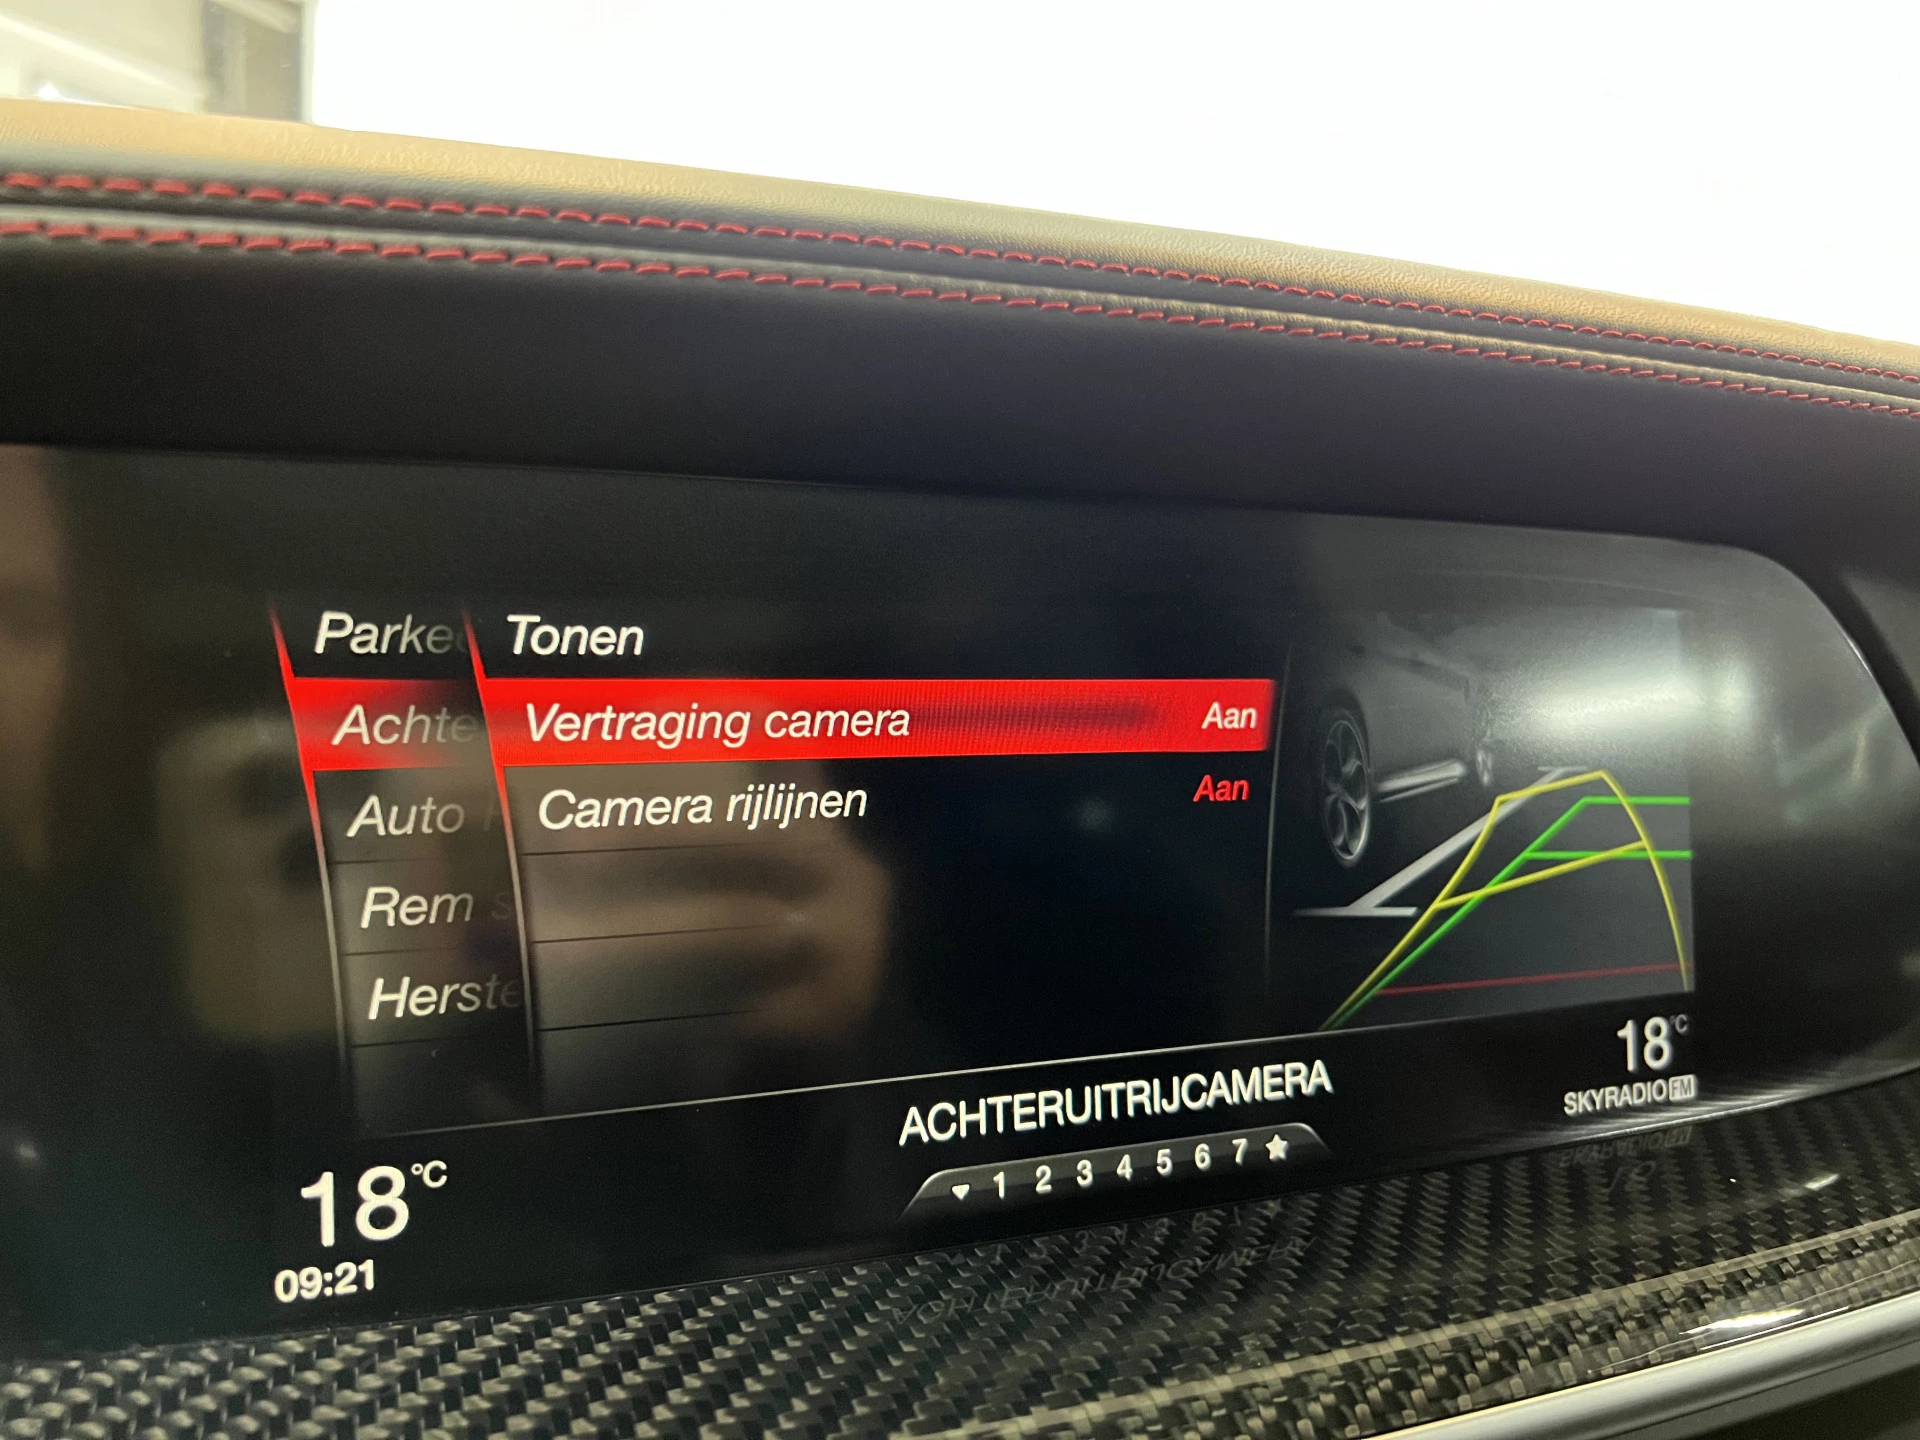 Parke
Tonen
Achte
Vertraging camera Aan
Auto
Camera rijlijnen Aan
Rem s
Herste
ACHTERUITRIJCAMERA
1 2 3 4 5 6 7
18°C
09:21
18°C
SKYRADIO FM